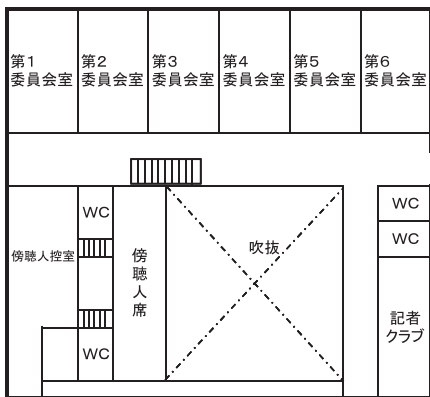 第1
委員会室
第2
委員会室
第3
委員会室
第4
委員会室
第5
委員会室
第6
委員会室
WC
傍聴人控室
傍聴人席
吹抜
WC
WC
WC
記者
クラブ